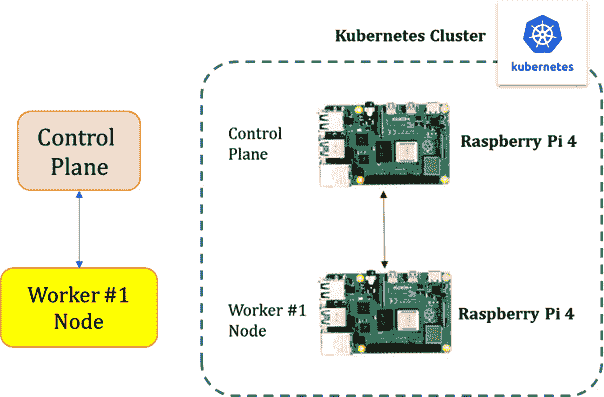 Kubernetes Cluster
kubernetes
Control
Plane
Control
Plane
Raspberry Pi 4
Worker #1
Node
Worker #1
Node
Raspberry Pi 4